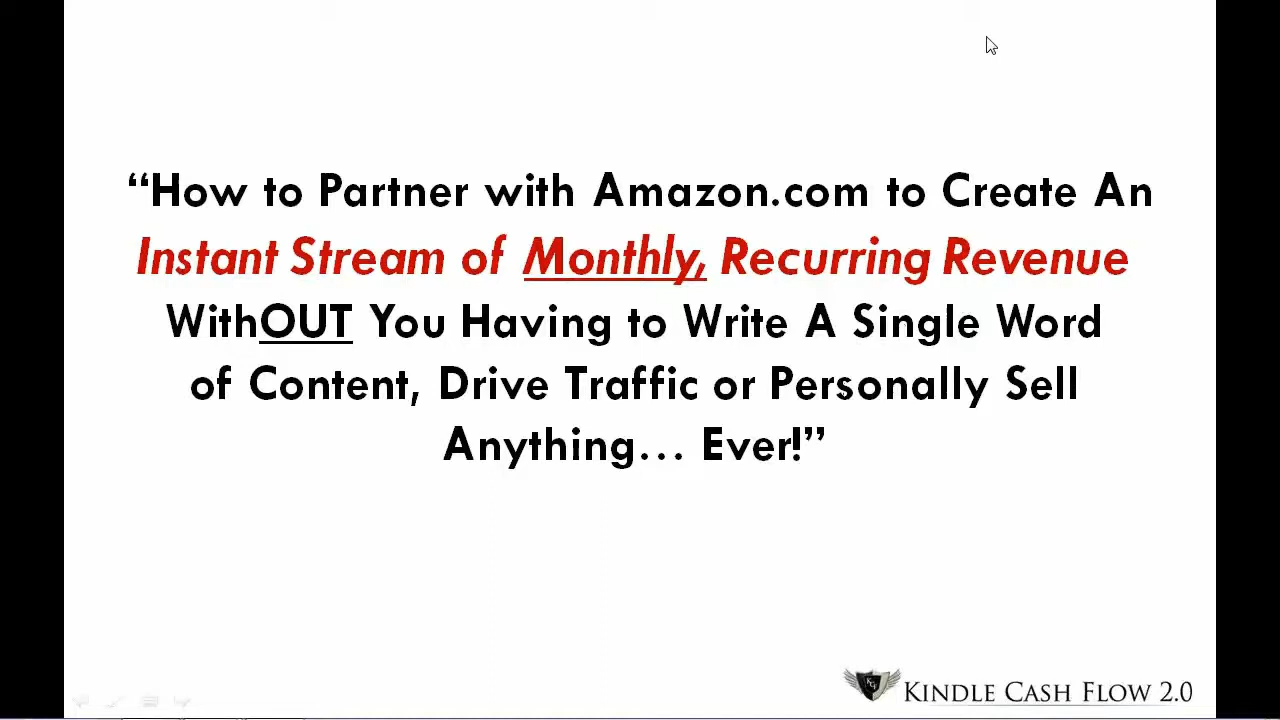 “How to Partner with Amazon.com to Create An
Instant Stream of Monthly, Recurring Revenue
WithOUT You Having to Write A Single Word
of Content, Drive Traffic or Personally Sell
Anything… Ever!”
KG
KINDLE CASH FLOW 2.0